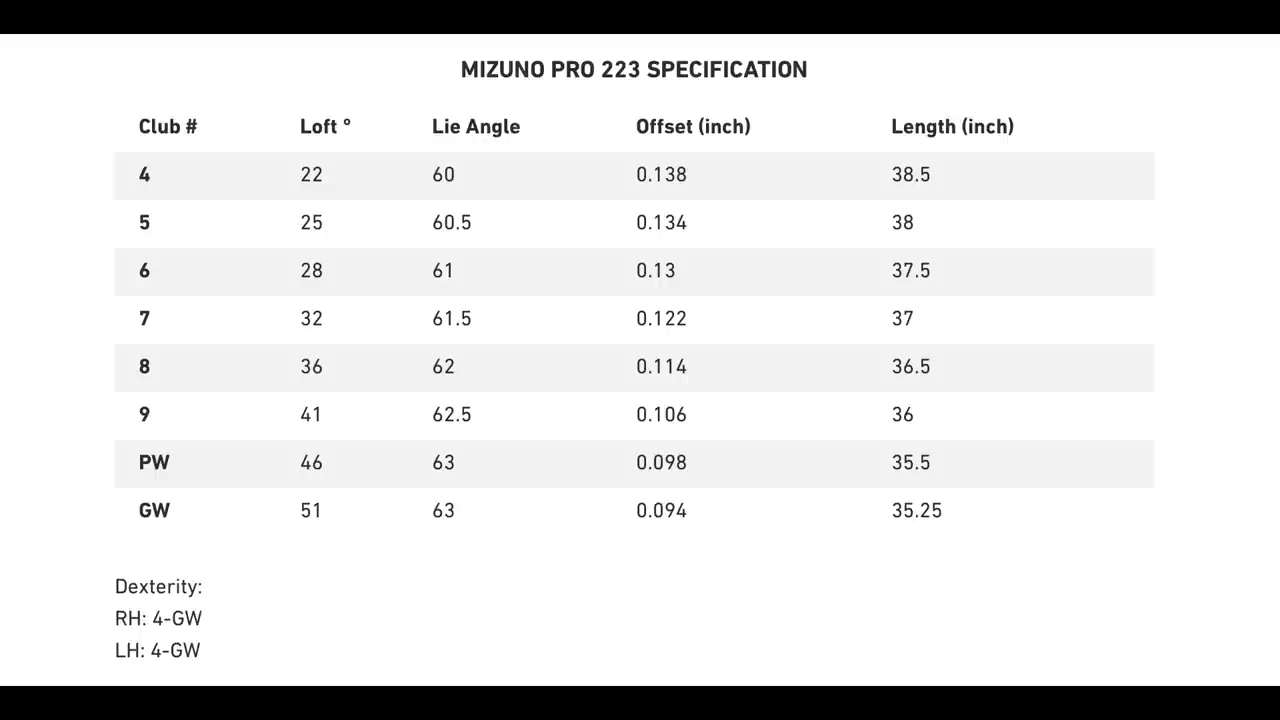 MIZUNO PRO 223 SPECIFICATION
Club # Loft ° Lie Angle Offset (inch) Length (inch)
4 22 60 0.138 38.5
5 25 60.5 0.134 38
6 28 61 0.13 37.5
7 32 61.5 0.122 37
8 36 62 0.114 36.5
9 41 62.5 0.106 36
PW 46 63 0.098 35.5
GW 51 63 0.094 35.25
Dexterity:
RH: 4-GW
LH: 4-GW